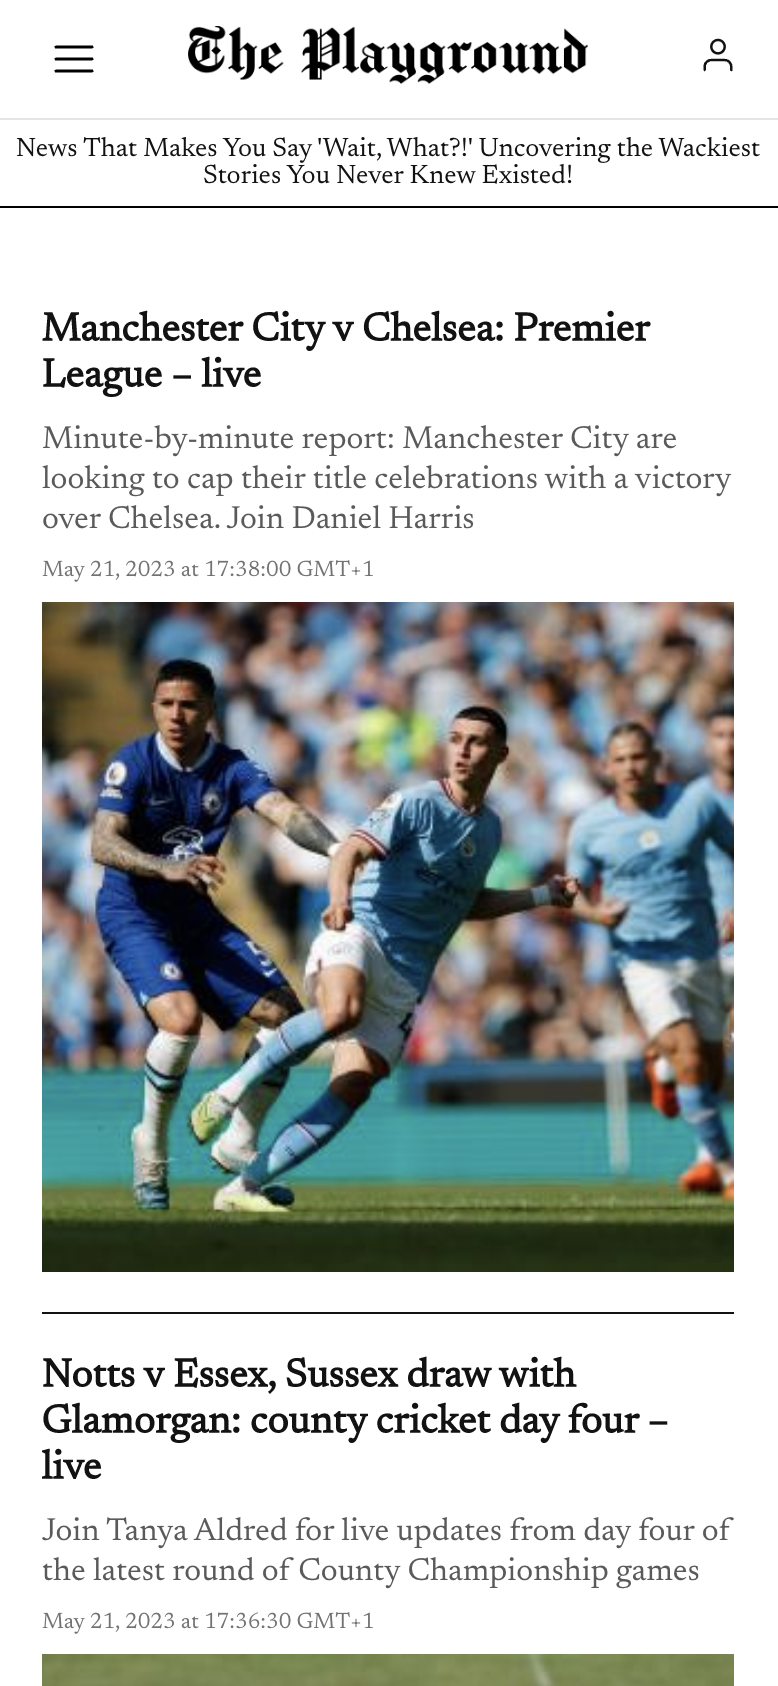 The Playground
News That Makes You Say 'Wait, What?!' Uncovering the Wackiest
Stories You Never Knew Existed!
Manchester City v Chelsea: Premier
League – live
Minute-by-minute report: Manchester City are
looking to cap their title celebrations with a victory
over Chelsea. Join Daniel Harris
May 21, 2023 at 17:38:00 GMT+1
5
4
Notts v Essex, Sussex draw with
Glamorgan: county cricket day four –
live
Join Tanya Aldred for live updates from day four of
the latest round of County Championship games
May 21, 2023 at 17:36:30 GMT+1